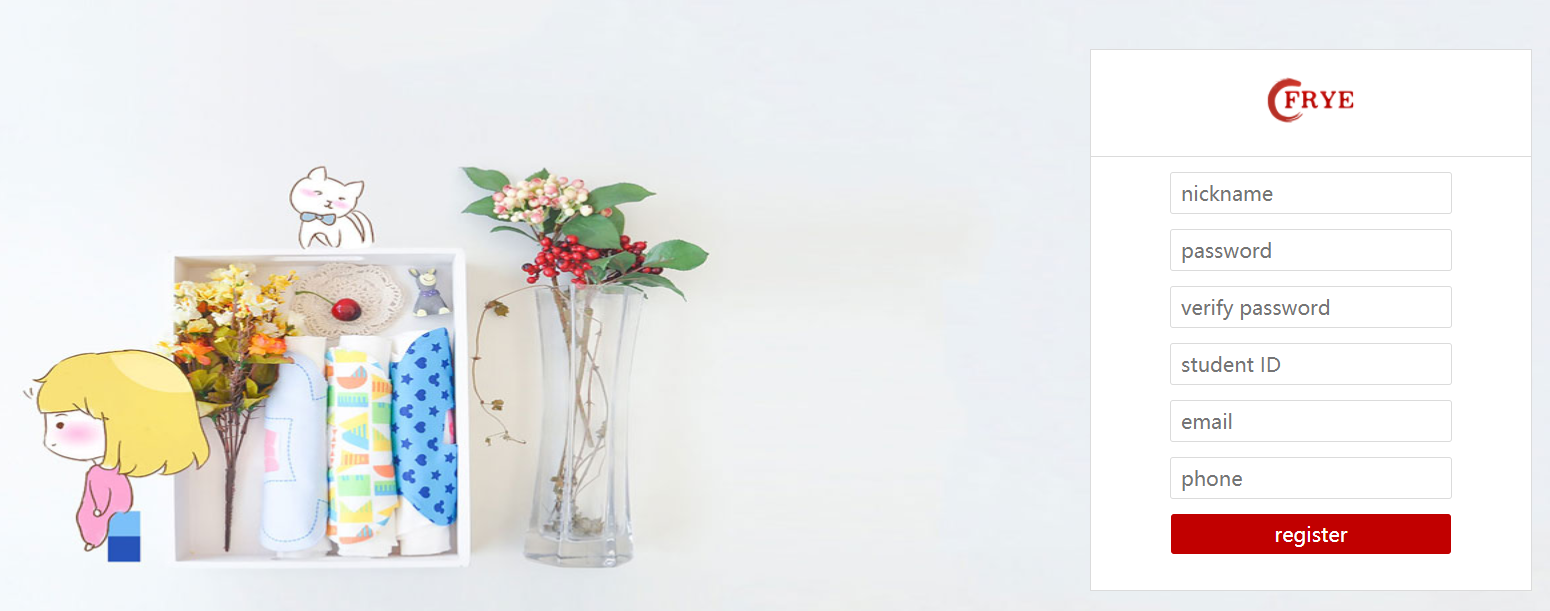 FRYE
nickname
password
verify password
student ID
email
phone
register